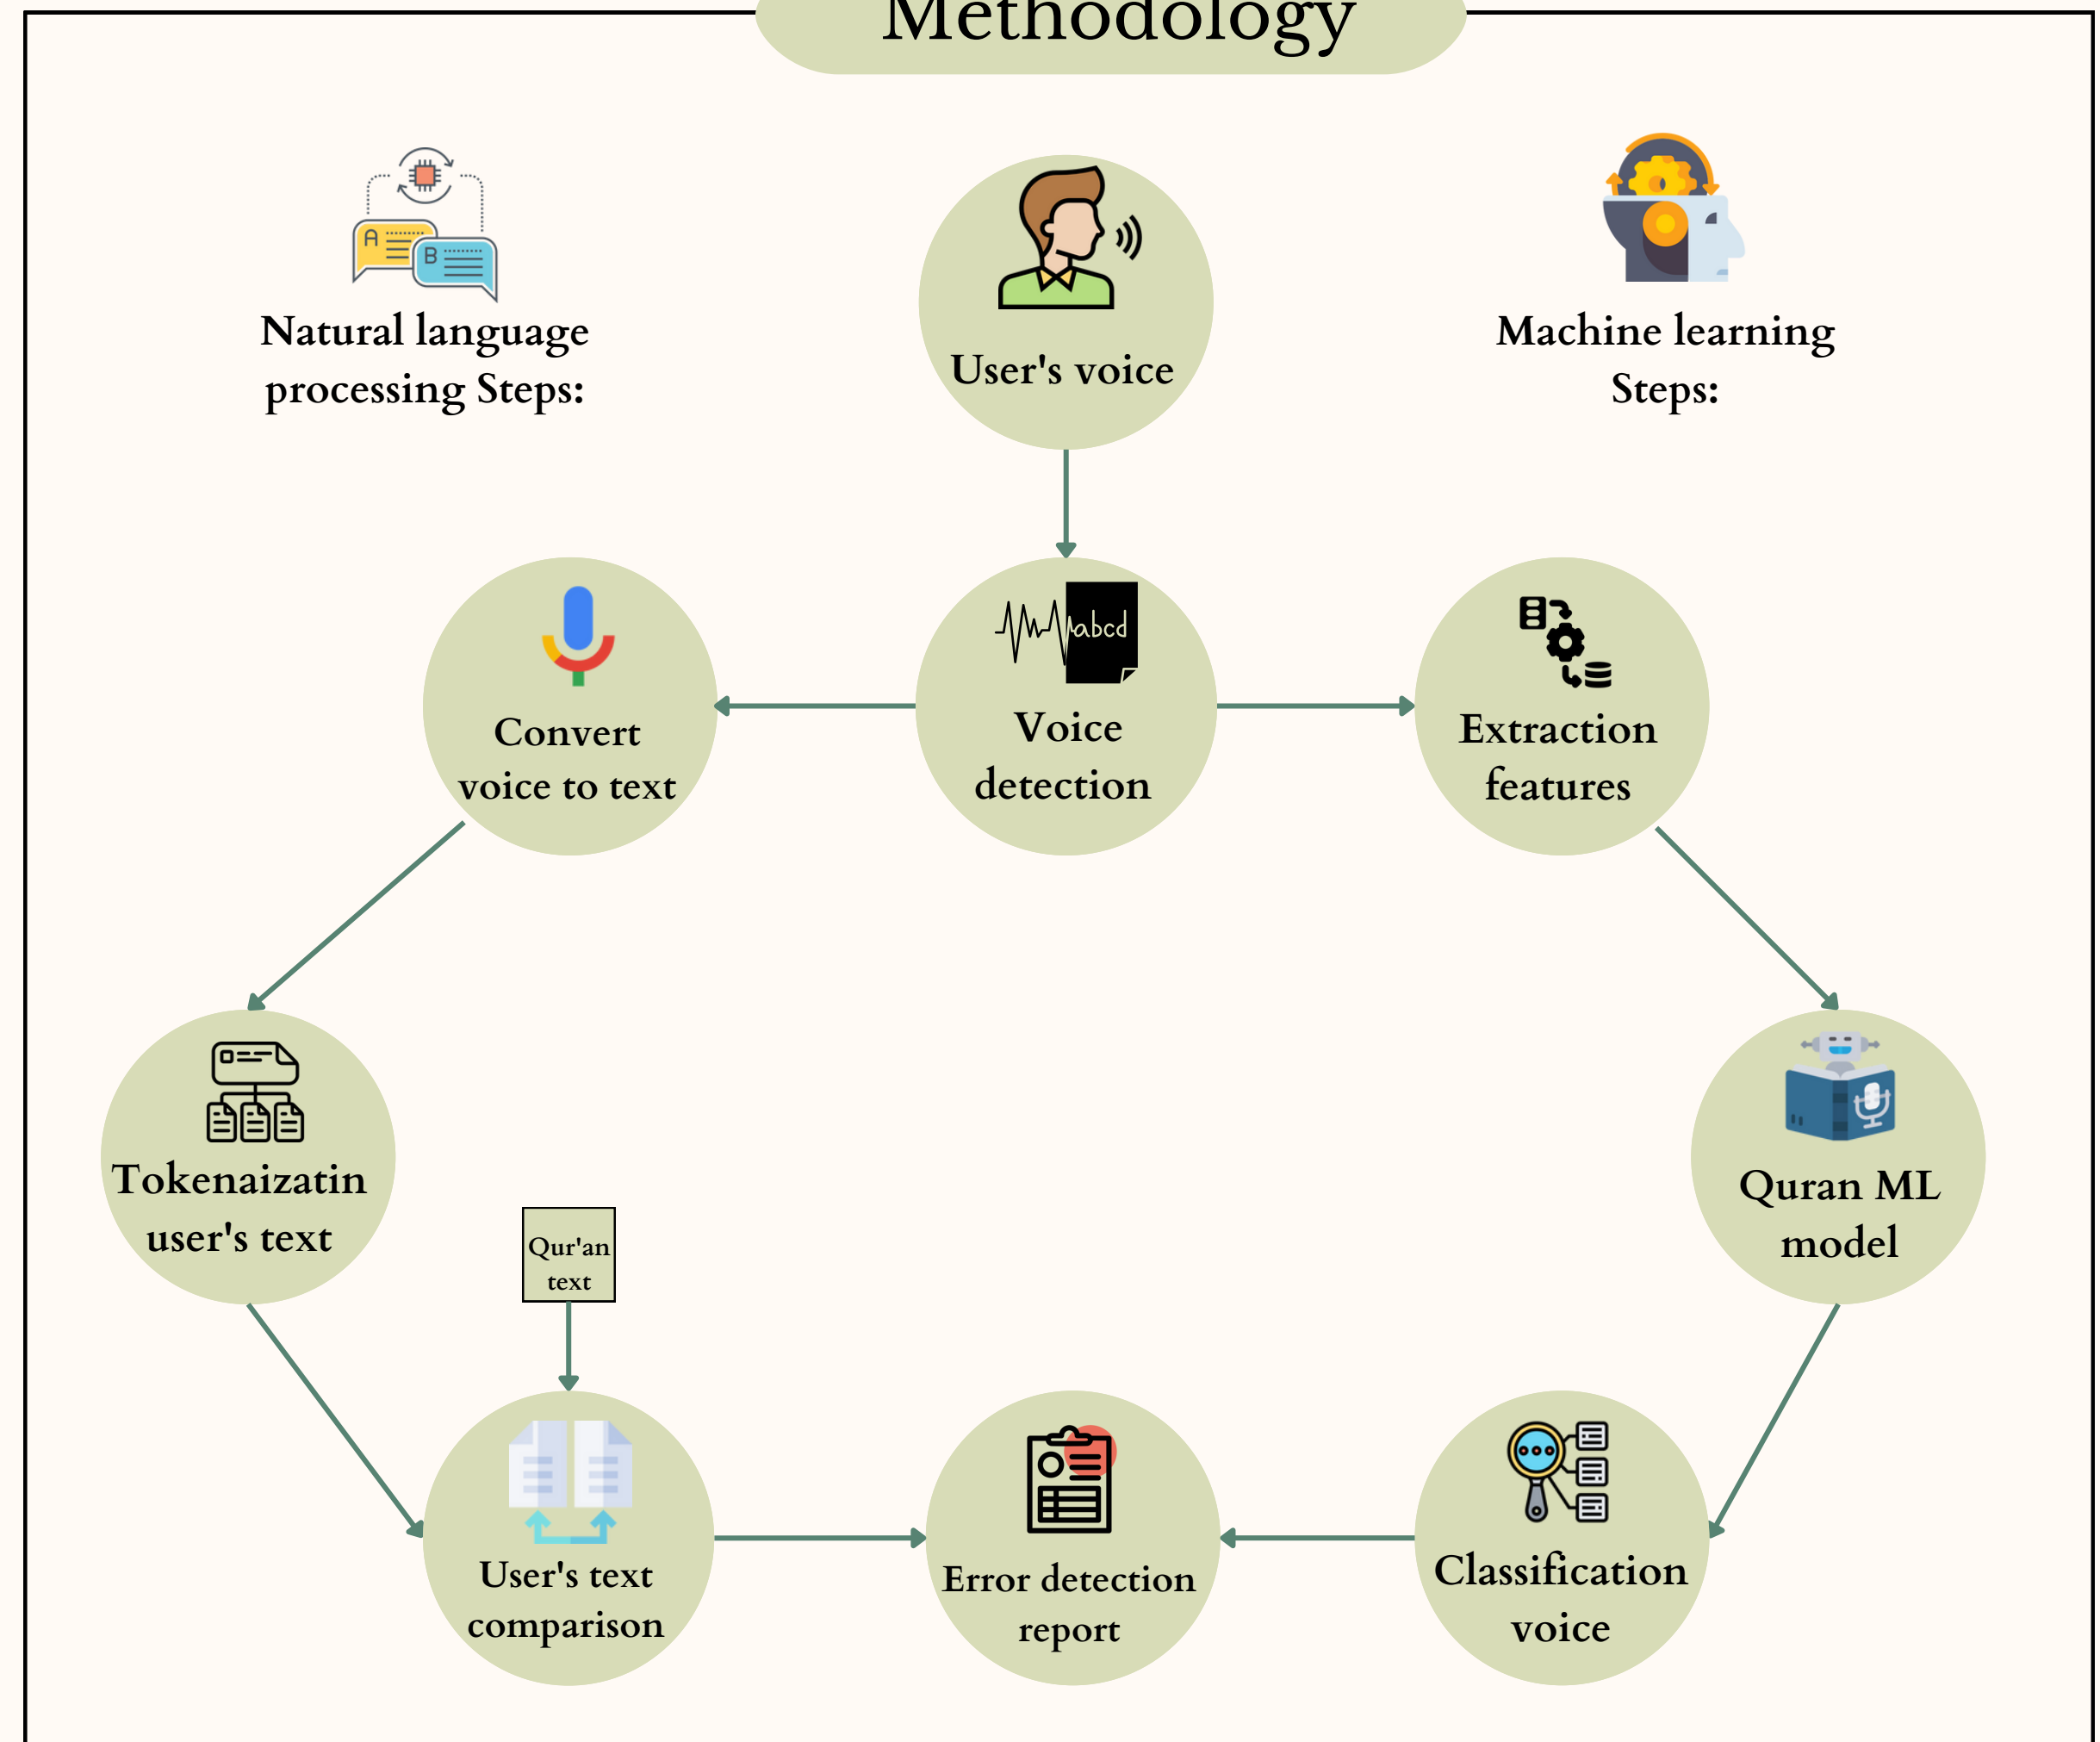 Methodology
Natural language
processing Steps:
A
B
User's voice
Machine learning
Steps:
Convert
voice to text
abcd
Voice
detection
Extraction
features
Tokenaizatin
user's text
Qur'an
text
Quran ML
model
User's text
comparison
Error detection
report
Classification
voice